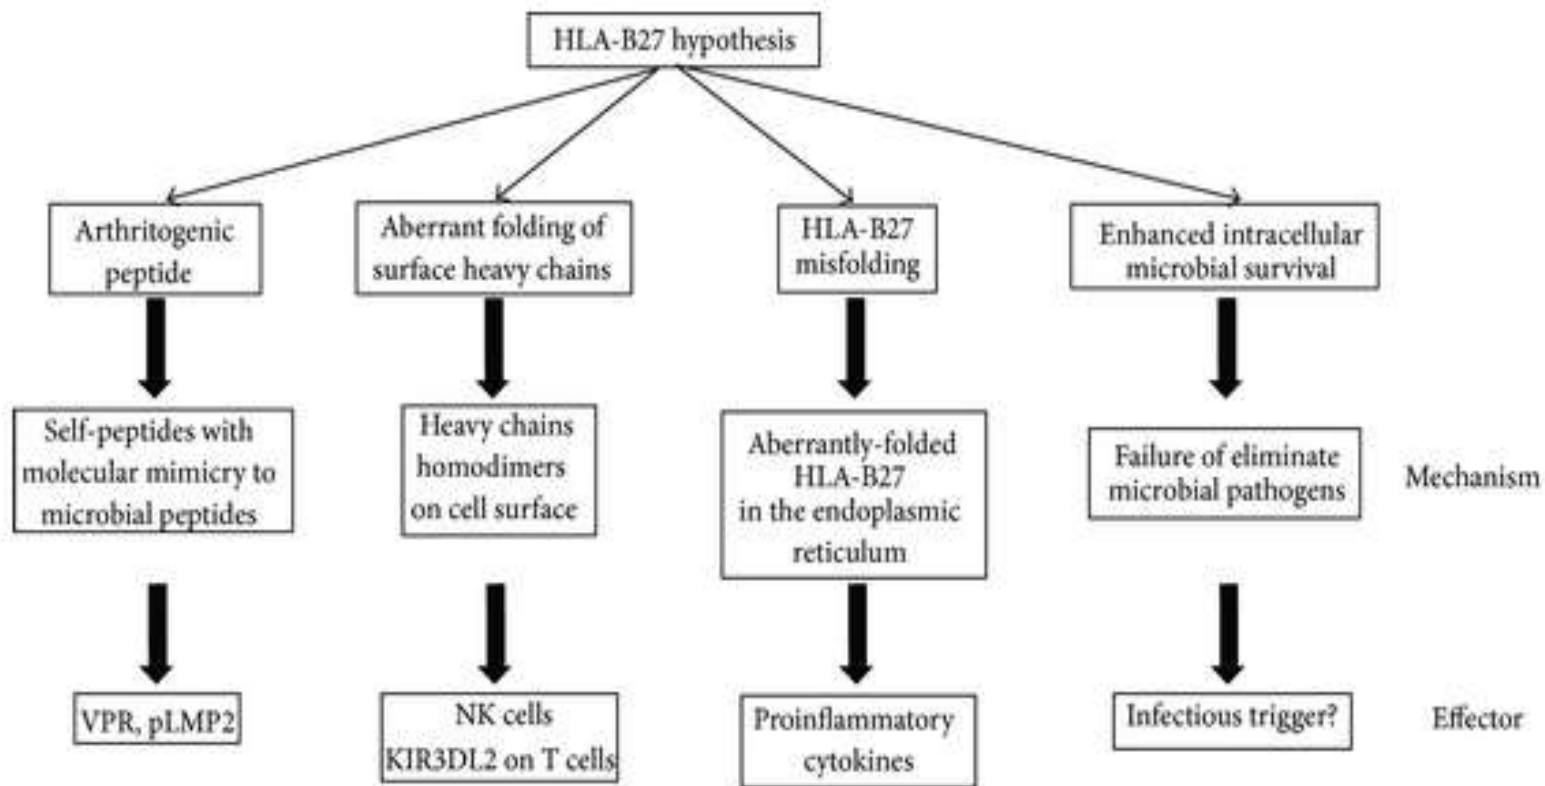 HLA-B27 hypothesis
Arthritogenic
peptide
Aberrant folding of
surface heavy chains
HLA-B27
misfolding
Enhanced intracellular
microbial survival
Self-peptides with
molecular mimicry to
microbial peptides
Heavy chains
homodimers
on cell surface
Aberrantly-folded
HLA-B27
in the endoplasmic
reticulum
Failure of eliminate
microbial pathogens
Mechanism
VPR, pLMP2
NK cells
KIR3DL2 on T cells
Proinflammatory
cytokines
Infectious trigger?
Effector